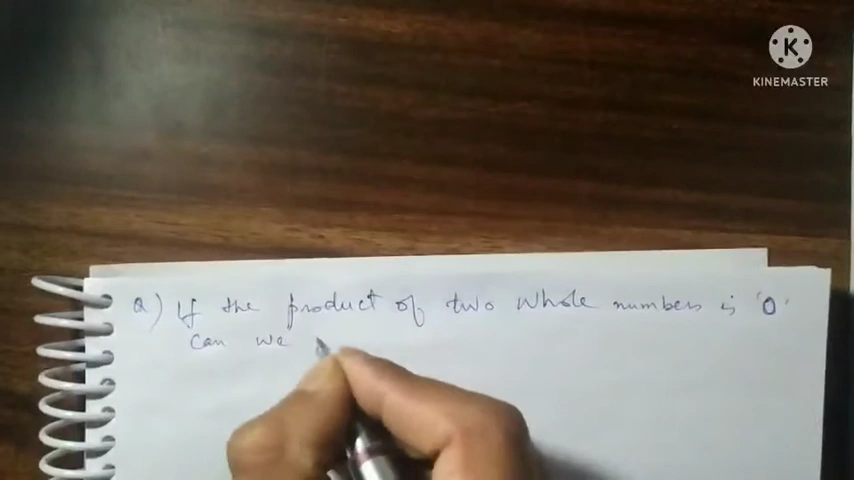 K
KINEMASTER
Q) If the product of two whole numbers is '0'
can we